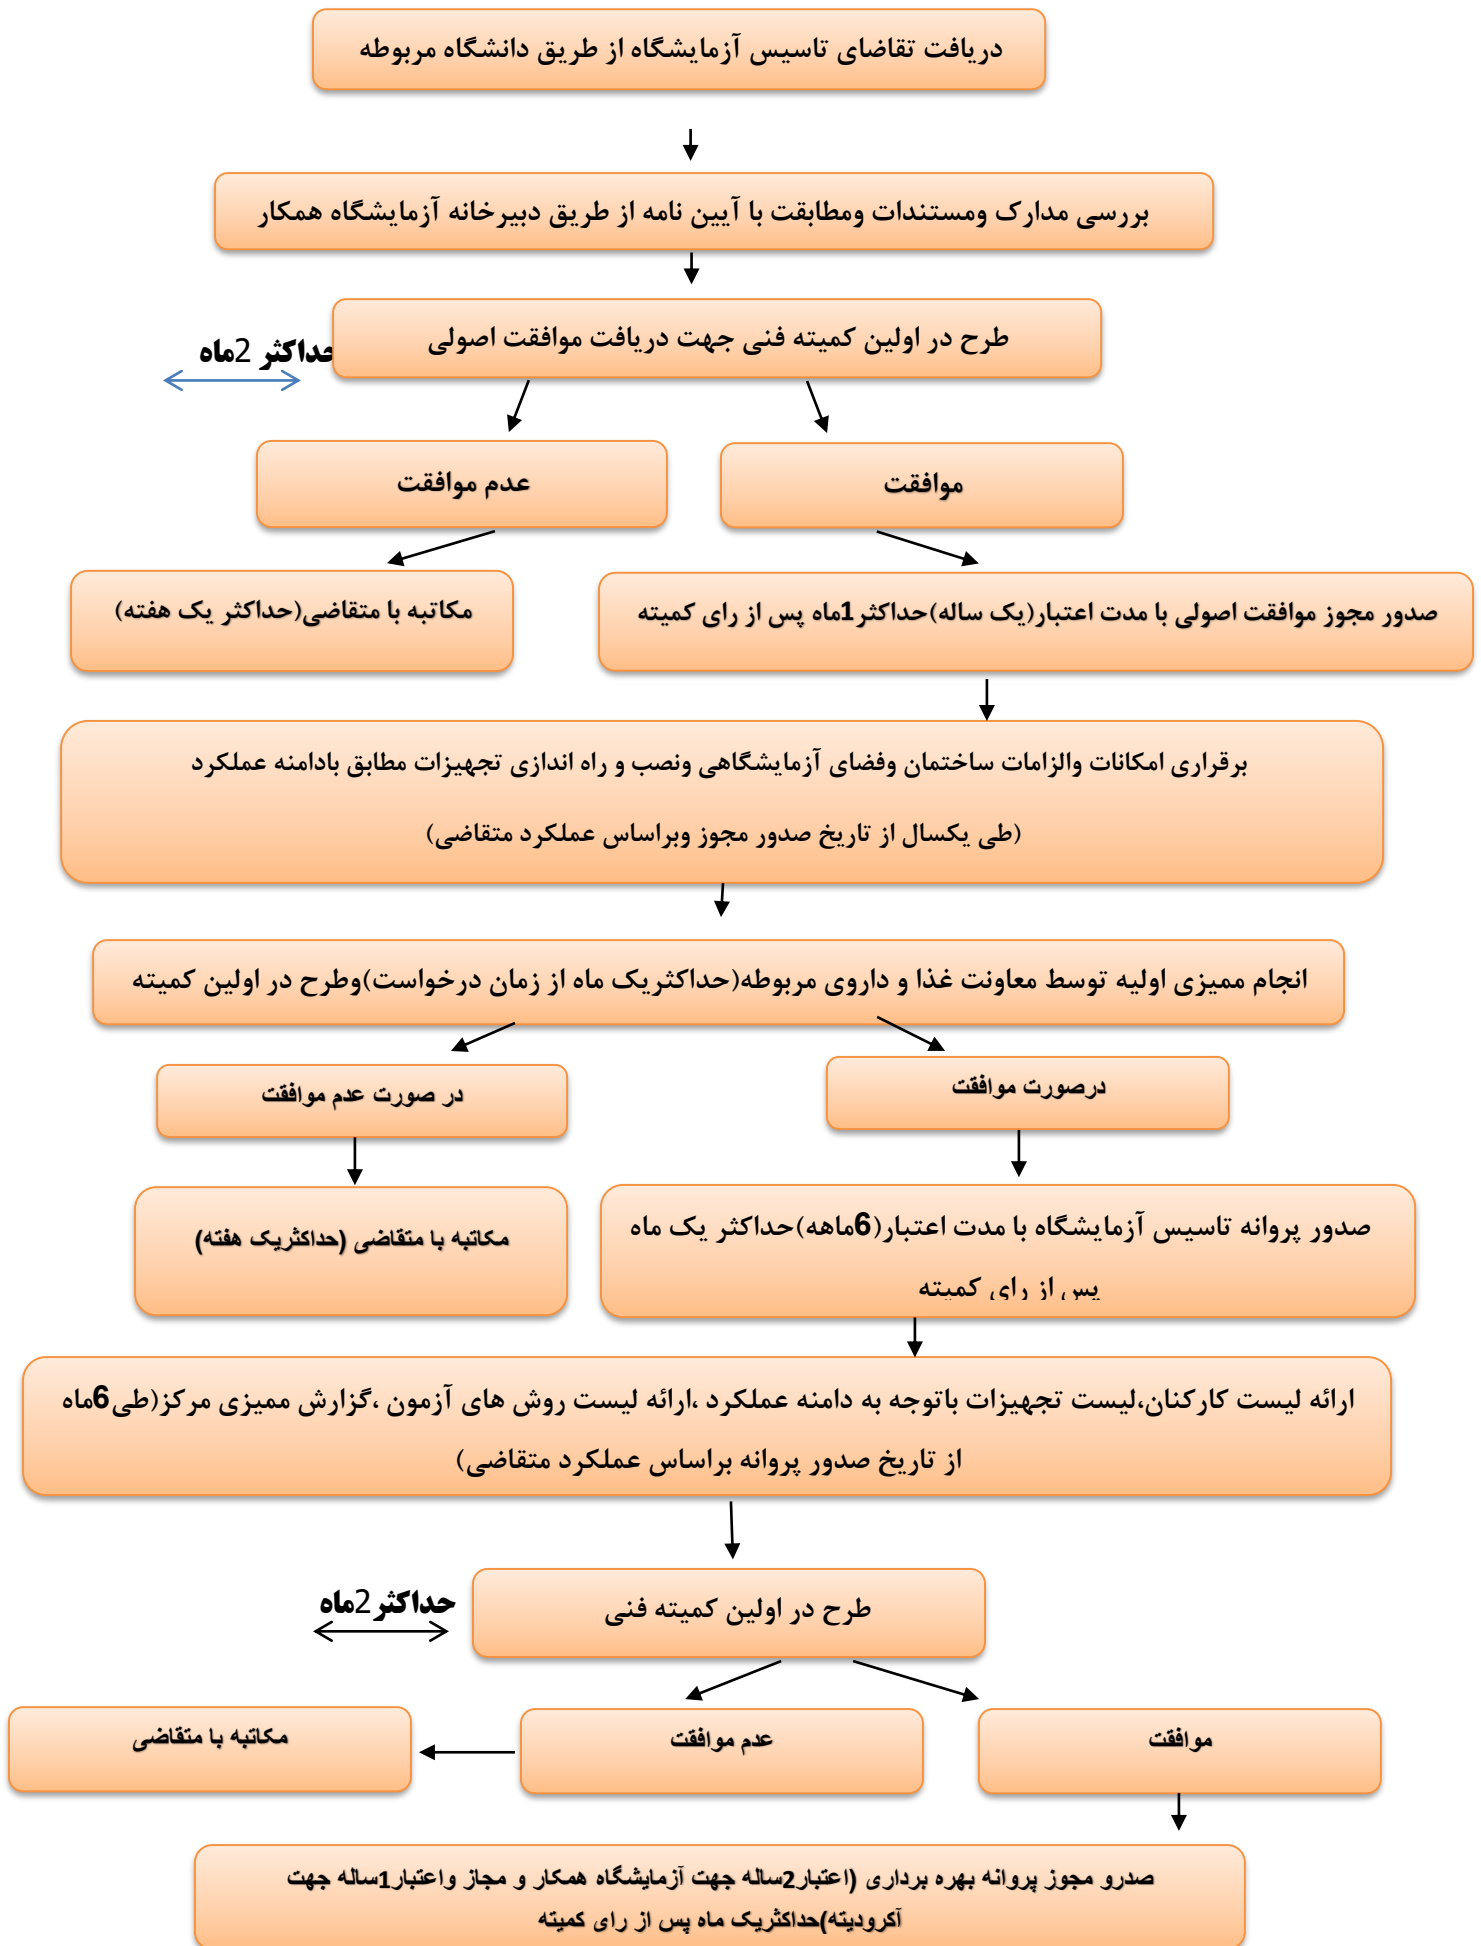 دریافت تقاضای تاسیس آزمایشگاه از طریق دانشگاه مربوطه
بررسی مدارک ومستندات ومطابقت با آیین نامه از طریق دبیرخانه آزمایشگاه همکار
طرح در اولین کمیته فنی جهت دریافت موافقت اصولی
حداکثر 2ماه
موافقت
عدم موافقت
صدور مجوز موافقت اصولی با مدت اعتبار(یک ساله)حداکثر1ماه پس از رای کمیته
مکاتبه با متقاضی(حداکثر یک هفته)
برقراری امکانات والزامات ساختمان وفضای آزمایشگاهی ونصب و راه اندازی تجهیزات مطابق بادامنه عملکرد
(طی یکسال از تاریخ صدور مجوز وبراساس عملکرد متقاضی)
انجام ممیزی اولیه توسط معاونت غذا و داروی مربوطه(حداکثریک ماه از زمان درخواست)وطرح در اولین کمیته
درصورت موافقت
در صورت عدم موافقت
صدور پروانه تاسیس آزمایشگاه با مدت اعتبار(6ماهه)حداکثر یک ماه
پس از رای کمیته
مکاتبه با متقاضی (حداکثریک هفته)
ارائه لیست کارکنان،لیست تجهیزات باتوجه به دامنه عملکرد ،ارائه لیست روش های آزمون ،گزارش ممیزی مرکز(طی6ماه
از تاریخ صدور پروانه براساس عملکرد متقاضی)
طرح در اولین کمیته فنی
حداکثر2ماه
موافقت
عدم موافقت
مکاتبه با متقاضی
صدرو مجوز پروانه بهره برداری (اعتبار2ساله جهت آزمایشگاه همکار و مجاز واعتبار1ساله جهت
آکرودیته)حداکثریک ماه پس از رای کمیته